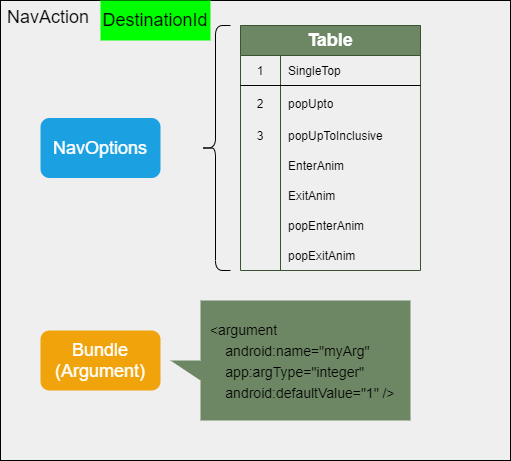 NavAction
DestinationId
Table
1 SingleTop
2 popUpto
3 popUpToInclusive
EnterAnim
ExitAnim
popEnterAnim
popExitAnim
NavOptions
Bundle
(Argument)
<argument
android:name="myArg"
app:argType="integer"
android:defaultValue="1" />